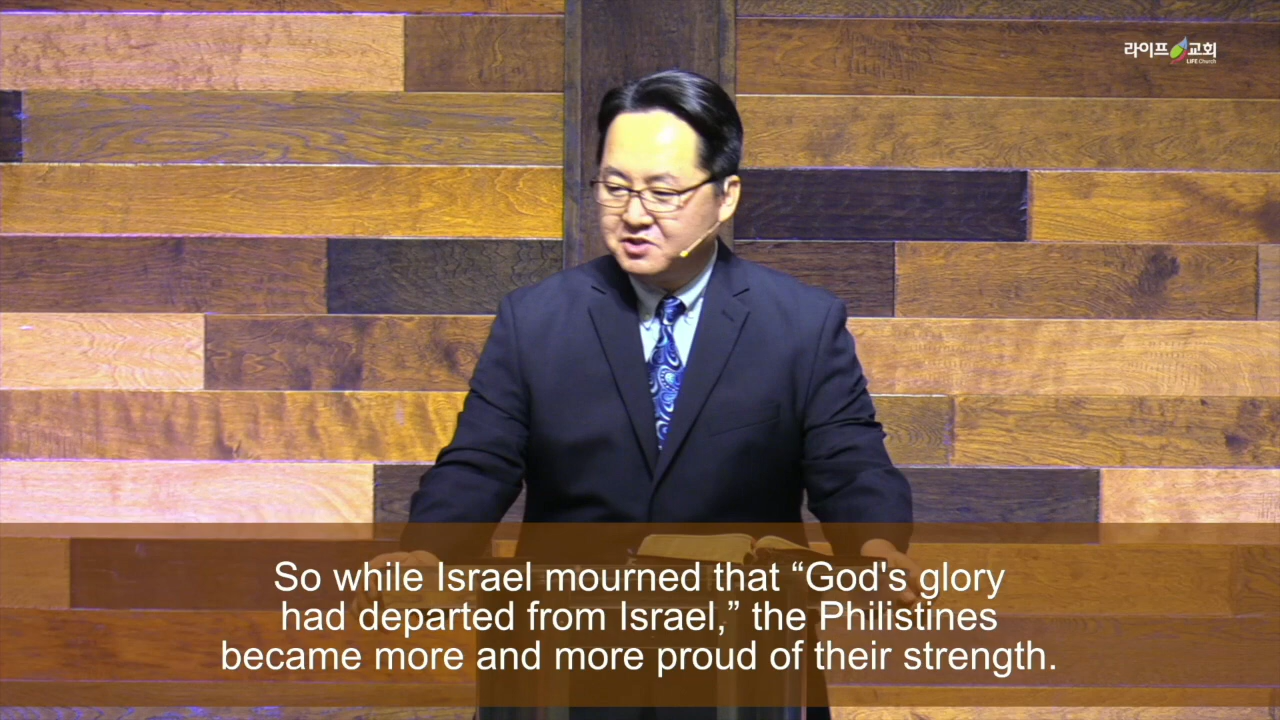 라이프 교회
LIFE Church
So while Israel mourned that “God's glory
had departed from Israel,” the Philistines
became more and more proud of their strength.